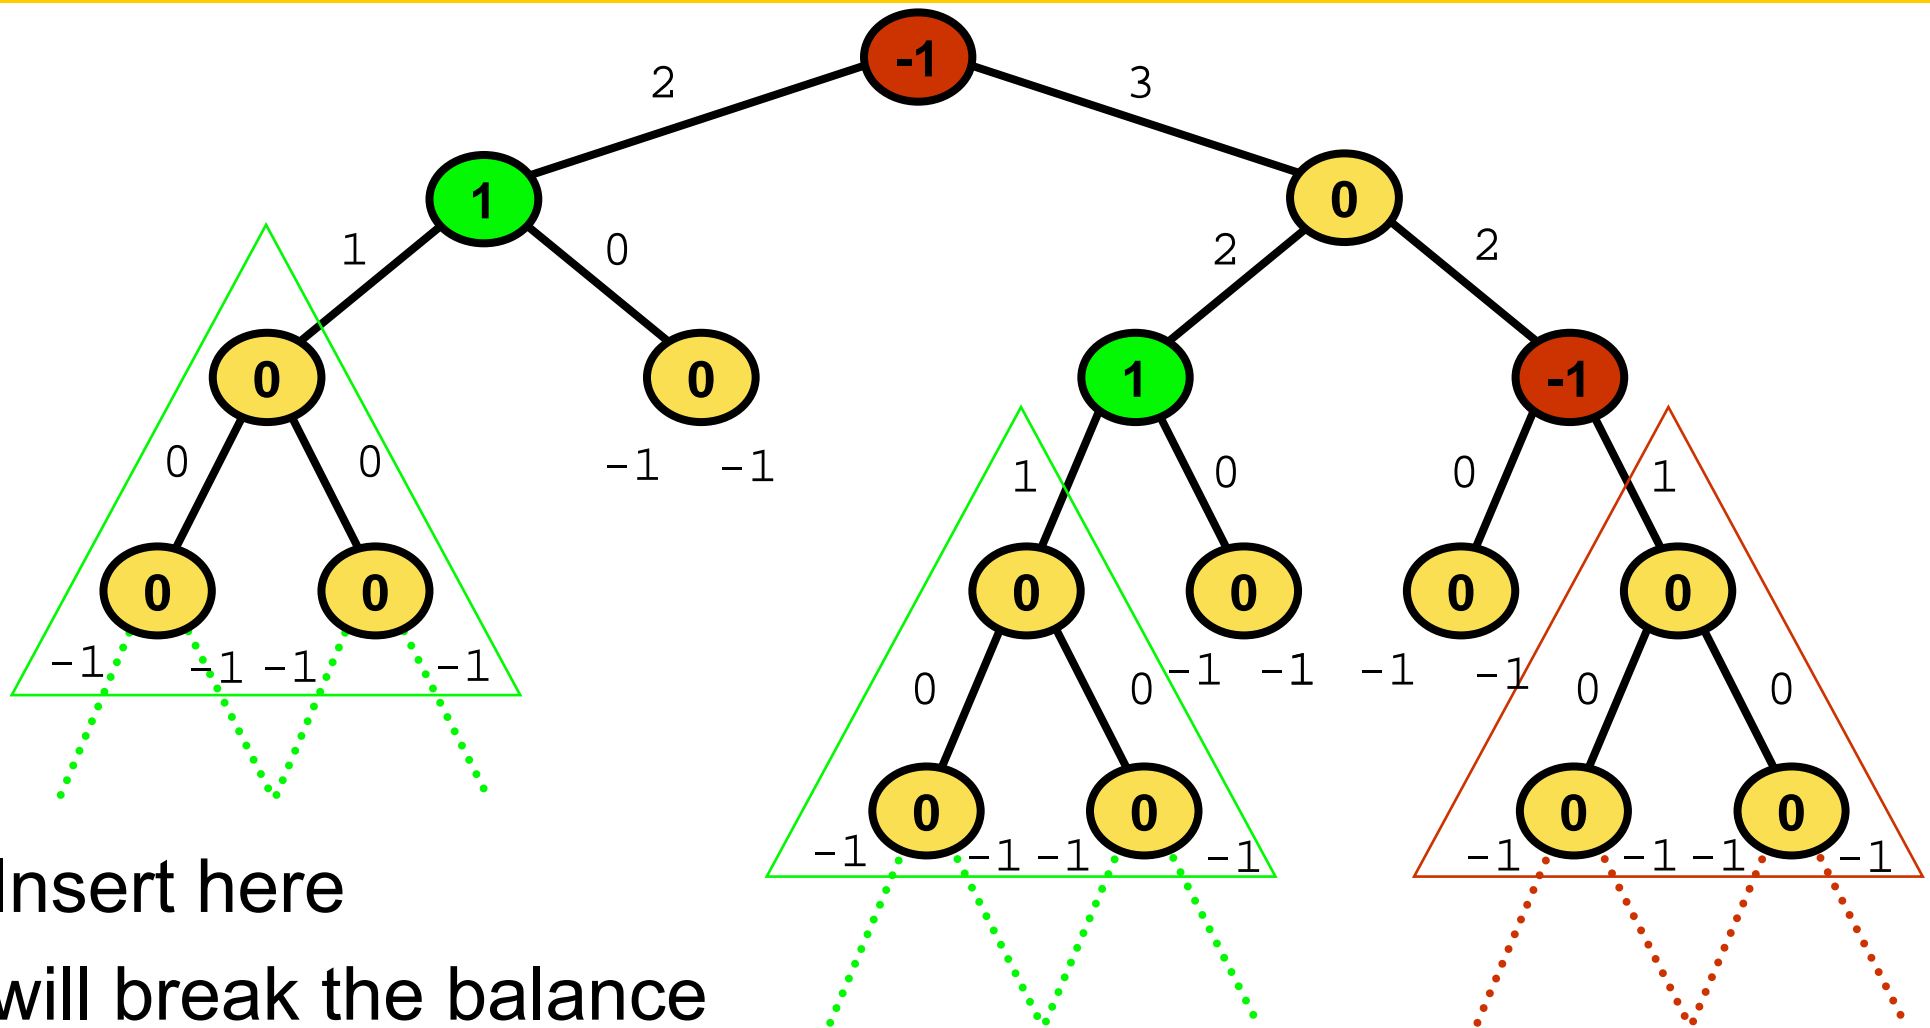 -1
2 3
1 0
1 0 2 2
0 0 1 -1
0 0 -1 -1 1 0 0 1
0 0 0 0 0 0
-1 -1 -1 -1 0 0 -1 -1 -1 -1 0 0
0 0 0 0
-1 -1 -1 -1 -1 -1 -1 -1
Insert here
will break the balance